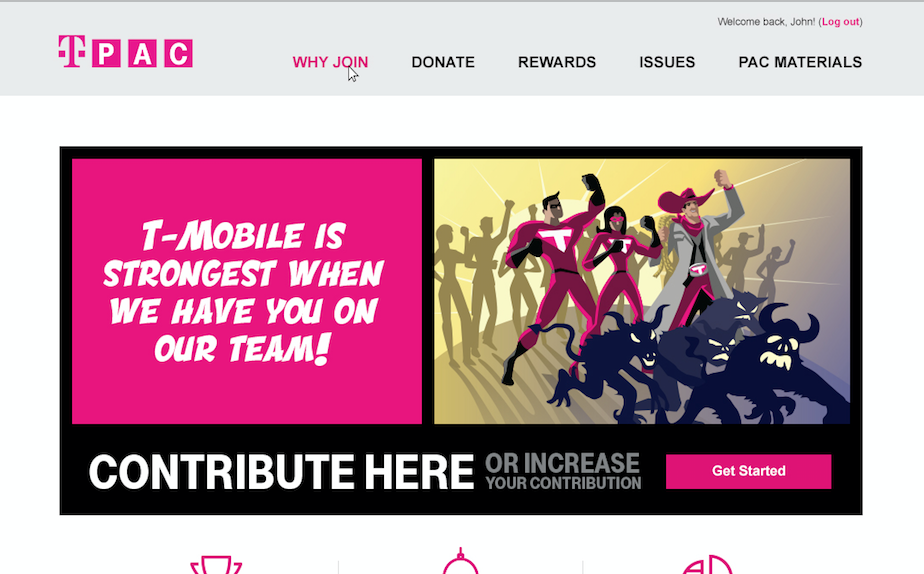 Welcome back, John! (Log out)
T PAC
WHY JOIN DONATE REWARDS ISSUES PAC MATERIALS
T-MOBILE IS
STRONGEST WHEN
WE HAVE YOU ON
OUR TEAM!
T
T
T
CONTRIBUTE HERE
OR INCREASE
YOUR CONTRIBUTION
Get Started